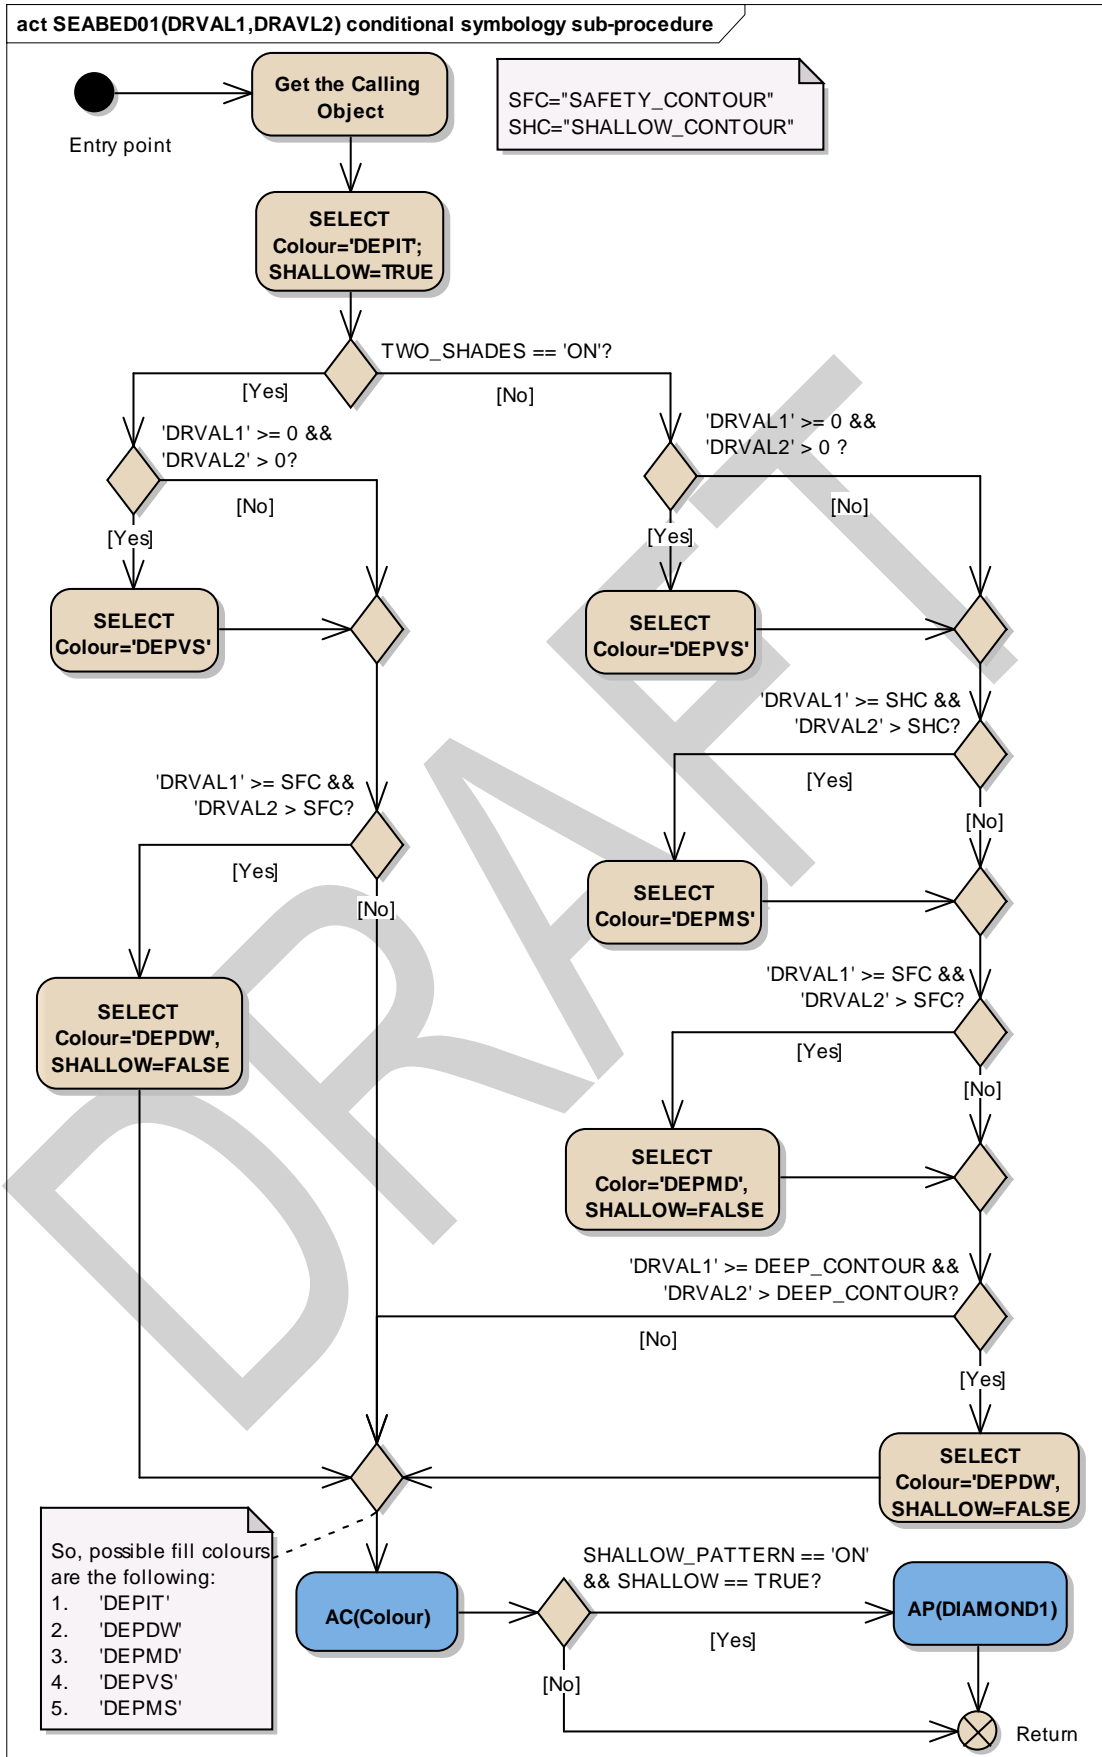 act SEABED01(DRVAL1,DRAVL2) conditional symbology sub-procedure
Get the Calling
Object
SFC="SAFETY_CONTOUR"
SHC="SHALLOW_CONTOUR"
Entry point
SELECT
Colour='DEPIT';
SHALLOW=TRUE
TWO_SHADES == 'ON'?
[Yes]
[No]
'DRVAL1' >= 0 &&
'DRVAL2' > 0?
'DRVAL1' >= 0 &&
'DRVAL2' > 0 ?
[No]
[Yes]
[No]
[Yes]
SELECT
Colour='DEPVS'
SELECT
Colour='DEPVS'
'DRVAL1' >= SHC &&
'DRVAL2' > SHC?
[Yes]
[No]
'DRVAL1' >= SFC &&
'DRVAL2 > SFC?
[Yes]
[No]
SELECT
Colour='DEPMS'
'DRVAL1' >= SFC &&
'DRVAL2' > SFC?
[Yes]
[No]
SELECT
Colour='DEPDW',
SHALLOW=FALSE
SELECT
Color='DEPMD',
SHALLOW=FALSE
'DRVAL1' >= DEEP_CONTOUR &&
'DRVAL2' > DEEP_CONTOUR?
[No]
[Yes]
SELECT
Colour='DEPDW',
SHALLOW=FALSE
So, possible fill colours
are the following:
1. 'DEPIT'
2. 'DEPDW'
3. 'DEPMD'
4. 'DEPVS'
5. 'DEPMS'
AC(Colour)
SHALLOW_PATTERN == 'ON'
&& SHALLOW == TRUE?
[Yes]
[No]
AP(DIAMOND1)
Return
DRAFT